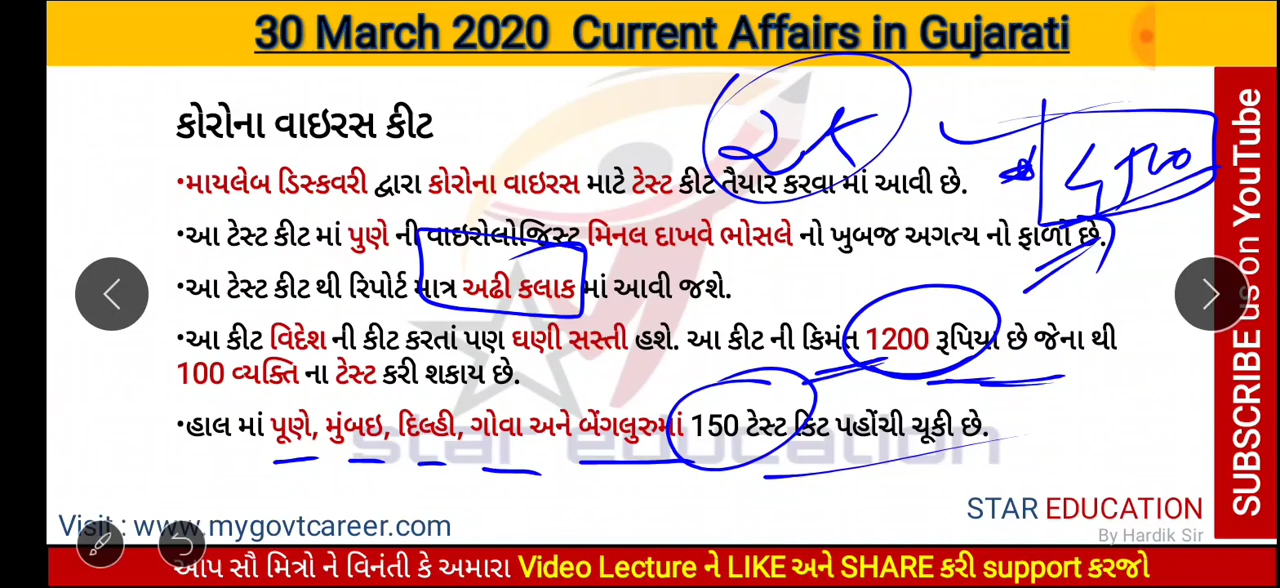 30 March 2020 Current Affairs in Gujarati
કોરોના વાઇરસ કીટ
•માયલેબ ડિસ્કવરી દ્વારા કોરોના વાઇરસ માટે ટેસ્ટ કીટ તૈયાર કરવા માં આવી છે.
•આ ટેસ્ટ કીટ માં પુણે ની વાઇરોલોજિસ્ટ મિનલ દાખવે ભોસલે નો ખુબજ અગત્ય નો ફાળો છે.
•આ ટેસ્ટ કીટ થી રિપોર્ટ માત્ર અઢી કલાક માં આવી જશે.
•આ કીટ વિદેશ ની કીટ કરતાં પણ ઘણી સસ્તી હશે. આ કીટ ની કિમંત 1200 રૂપિયા છે જેના થી
100 વ્યક્તિ ના ટેસ્ટ કરી શકાય છે.
•હાલ માં પૂણે, મુંબઇ, દિલ્હી, ગોવા અને બેંગલુરુમાં 150 ટેસ્ટ કિટ પહોંચી ચૂકી છે.
star education
STAR EDUCATION
By Hardik Sir
Visit : www.mygovtcareer.com
આપ સૌ મિત્રો ને વિનંતી કે અમારા Video Lecture ને LIKE અને SHARE કરી support કરજો
SUBSCRIBE us on YouTube